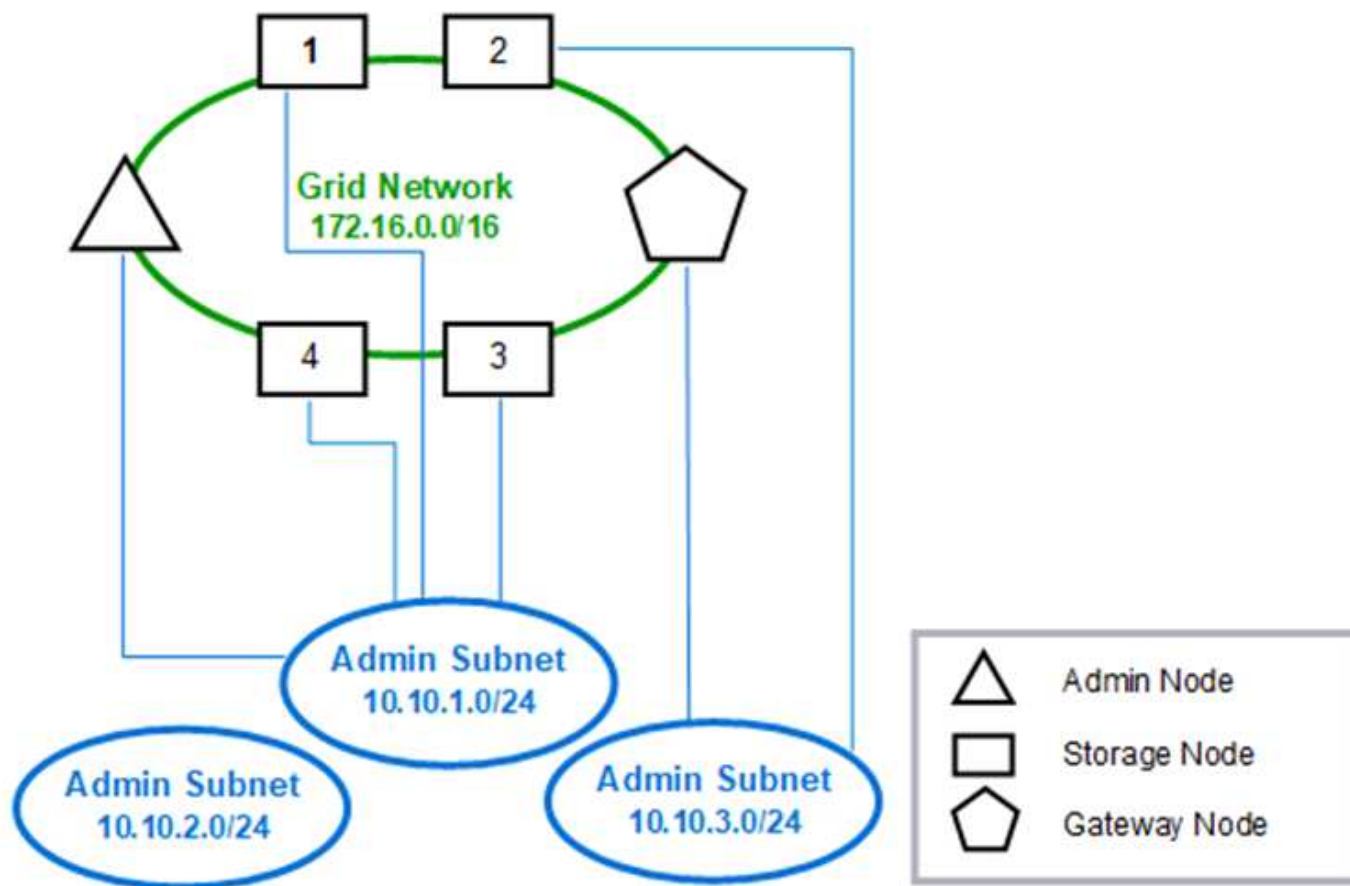 1
2
Grid Network
172.16.0.0/16
4
3
Admin Subnet
10.10.1.0/24
Admin Subnet
10.10.2.0/24
Admin Subnet
10.10.3.0/24
Admin Node
Storage Node
Gateway Node